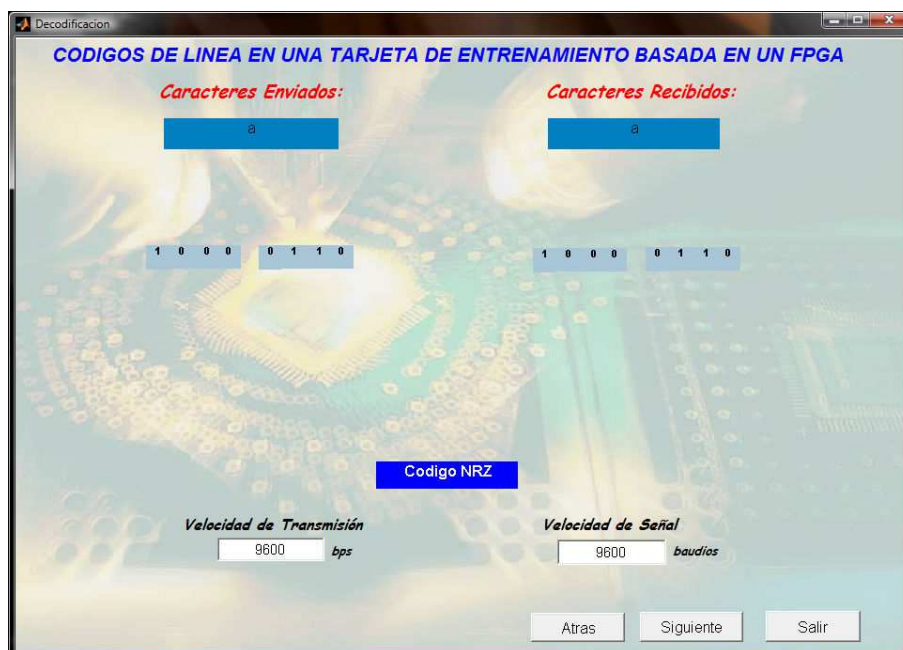 Decodificacion
CODIGOS DE LINEA EN UNA TARJETA DE ENTRENAMIENTO BASADA EN UN FPGA
Caracteres Enviados: Caracteres Recibidos:
a a
1 0 0 0 0 1 1 0 1 0 0 0 0 1 1 0
Codigo NRZ
Velocidad de Transmisión Velocidad de Señal
9600 bps 9600 baudios
Atras Siguiente Salir